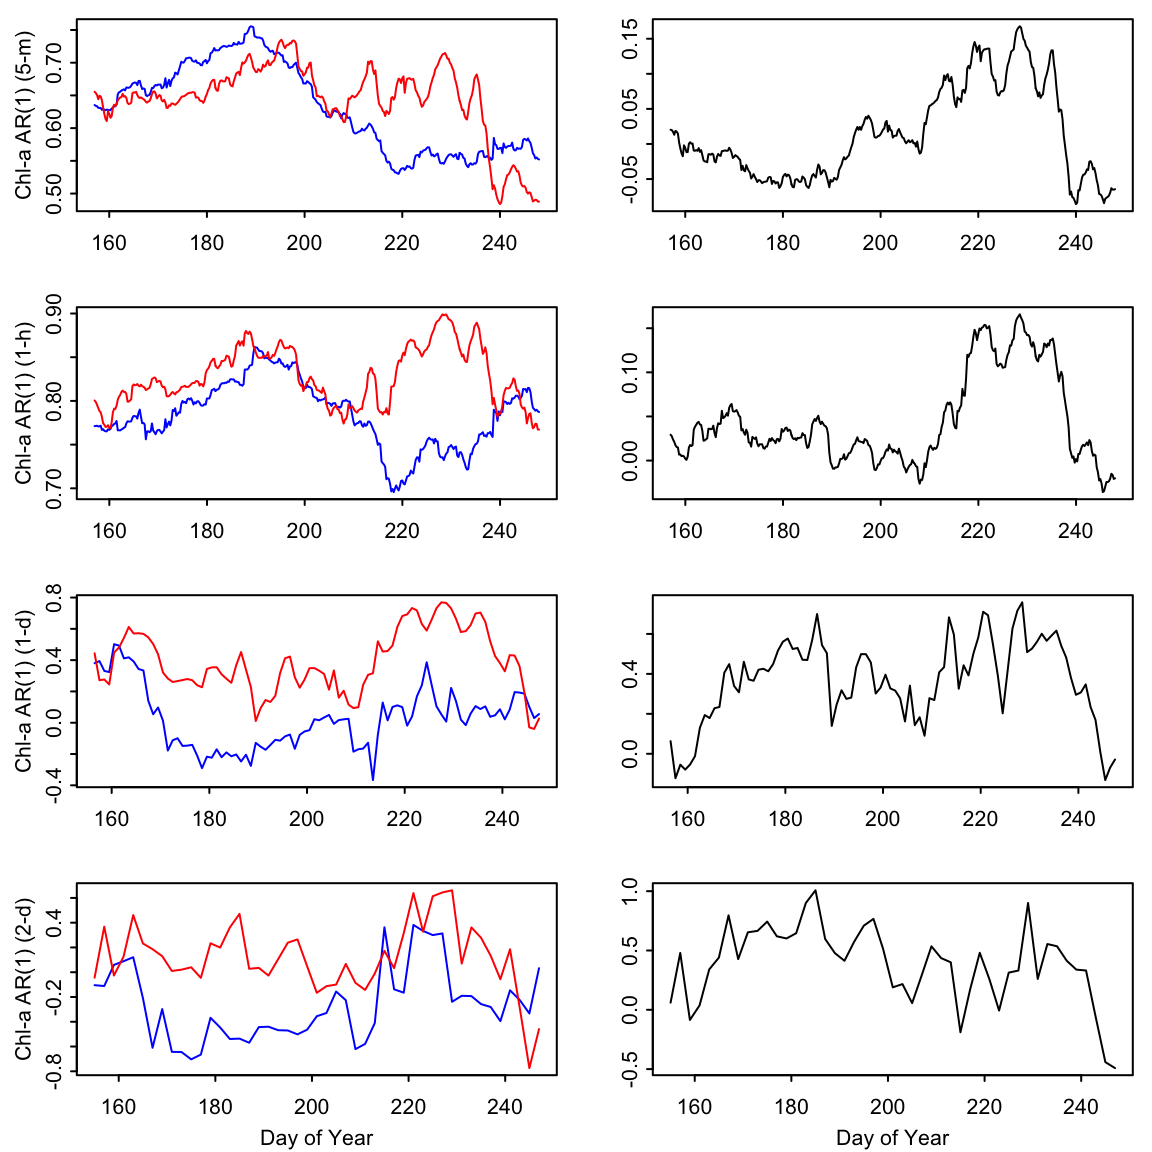 Chl-a AR(1) (5-m)
0.50 0.60 0.70
160 180 200 220 240
-0.05 0.05 0.15
160 180 200 220 240
Chl-a AR(1) (1-h)
0.70 0.80 0.90
160 180 200 220 240
0.00 0.10
160 180 200 220 240
Chl-a AR(1) (1-d)
-0.4 0.0 0.4 0.8
160 180 200 220 240
0.0 0.4
160 180 200 220 240
Chl-a AR(1) (2-d)
-0.8 -0.2 0.4
160 180 200 220 240
Day of Year
-0.5 0.0 0.5 1.0
160 180 200 220 240
Day of Year